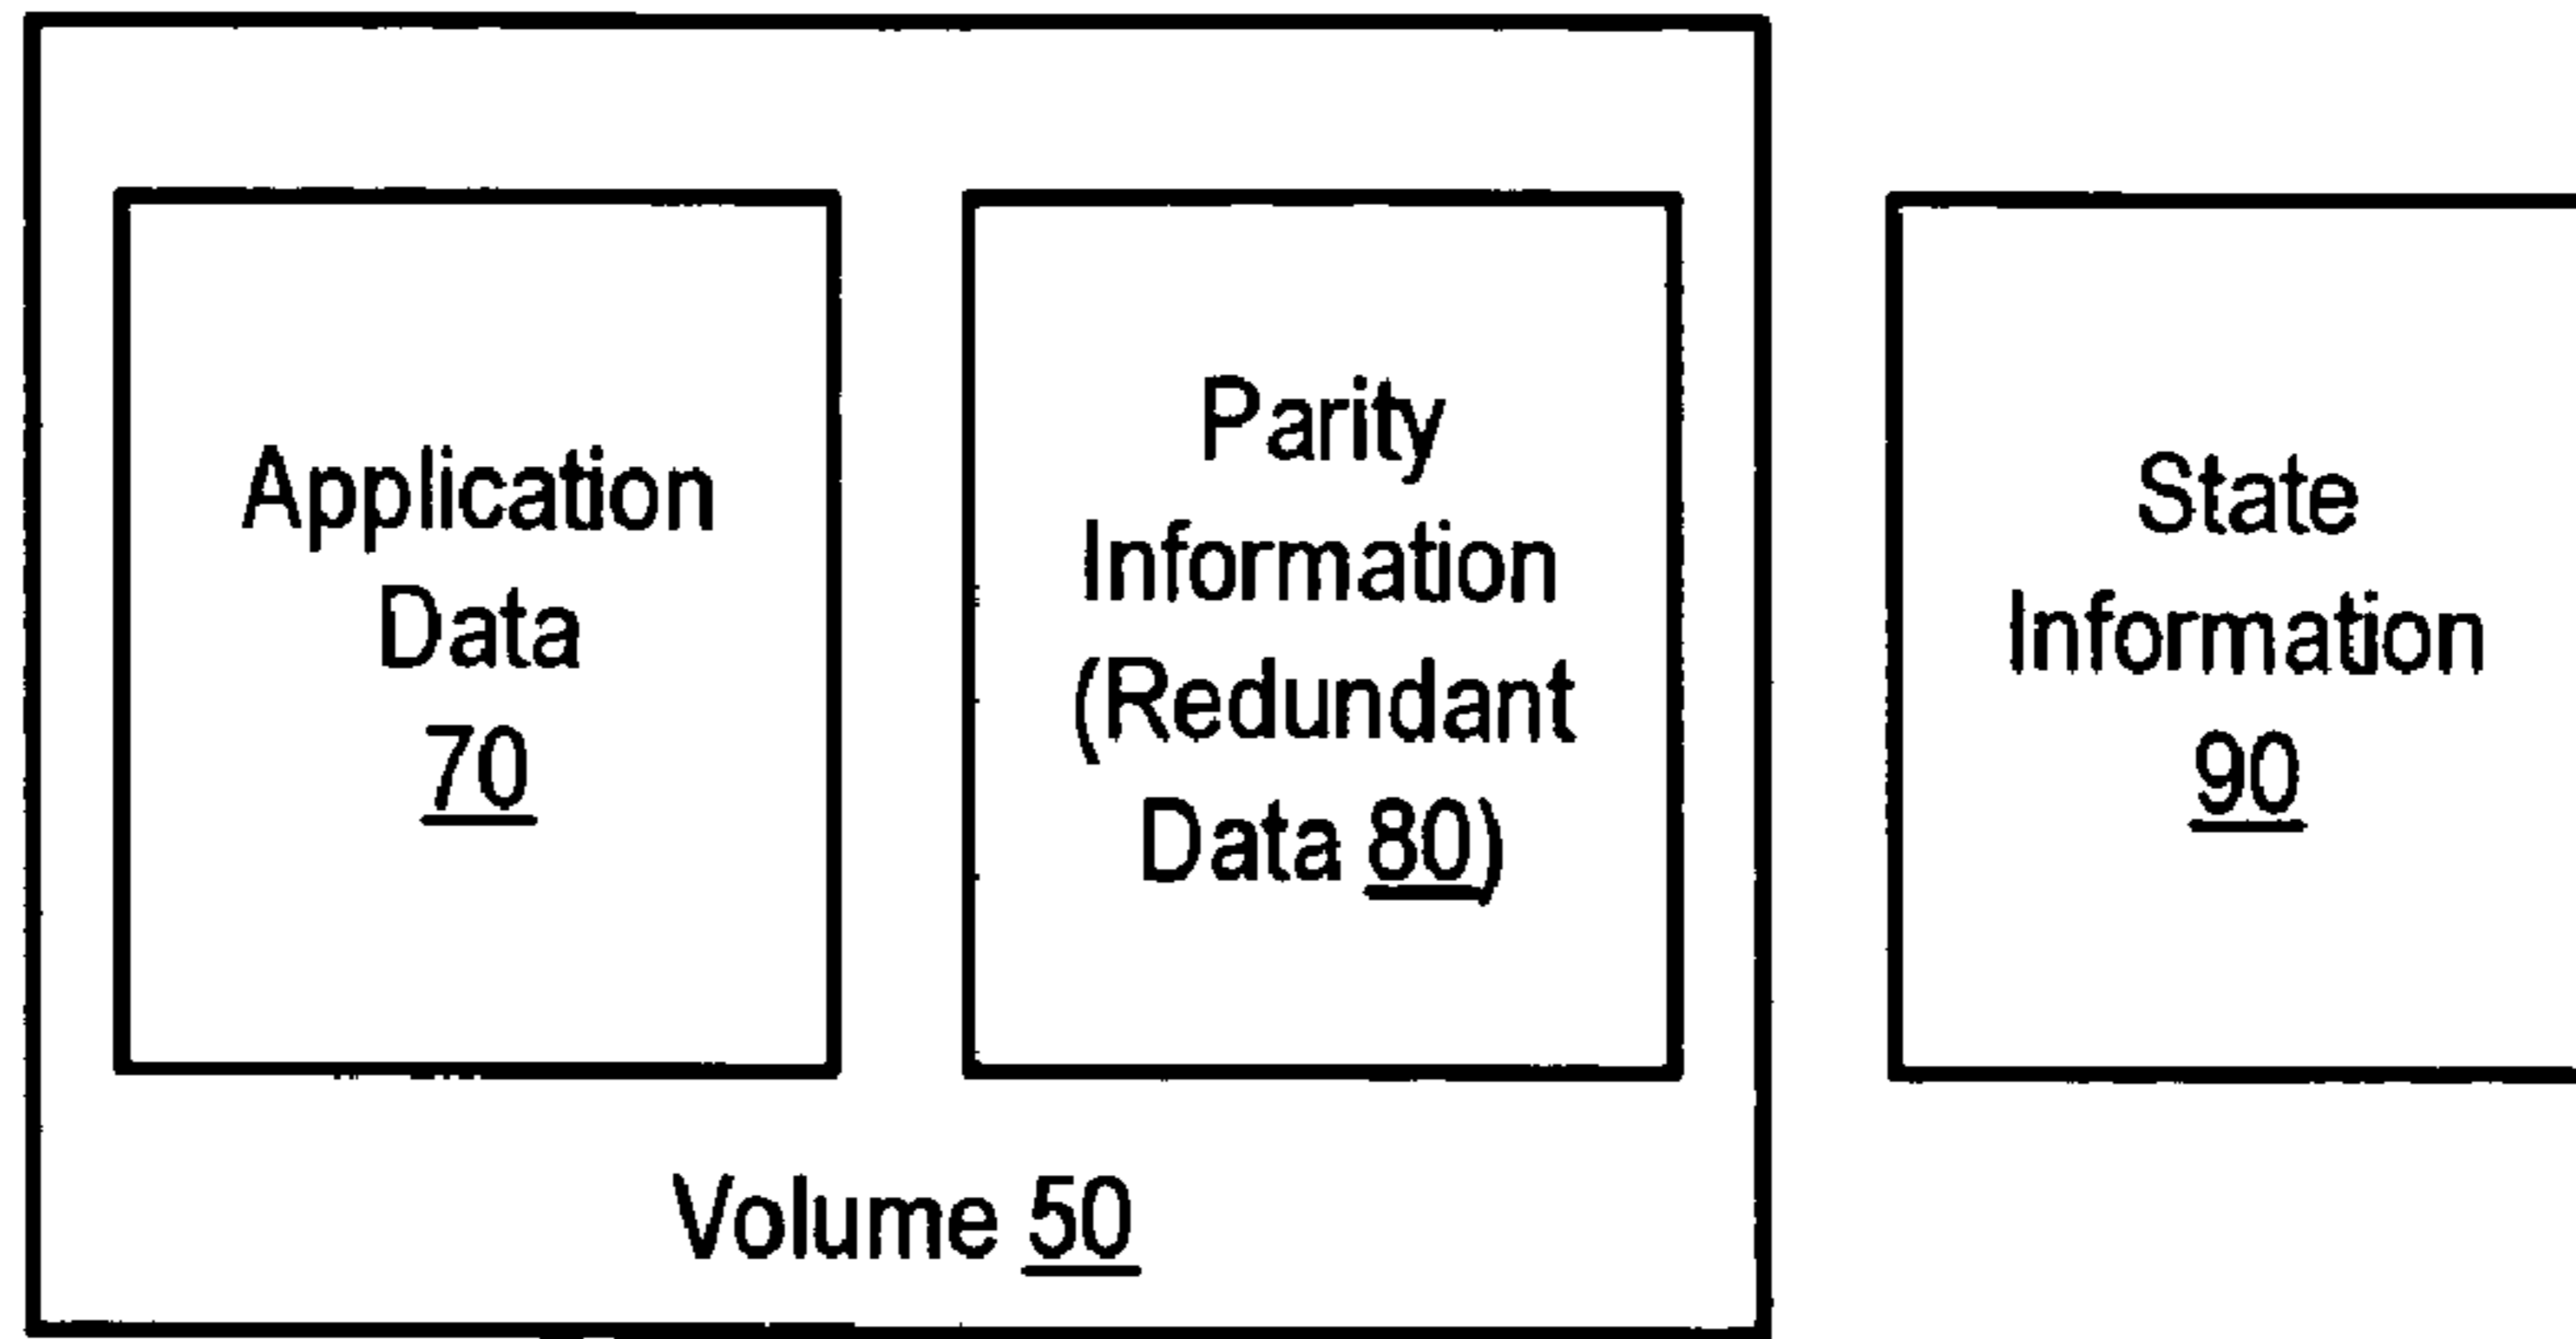 Application
Data
70
Parity
Information
(Redundant
Data 80)
State
Information
90
Volume 50